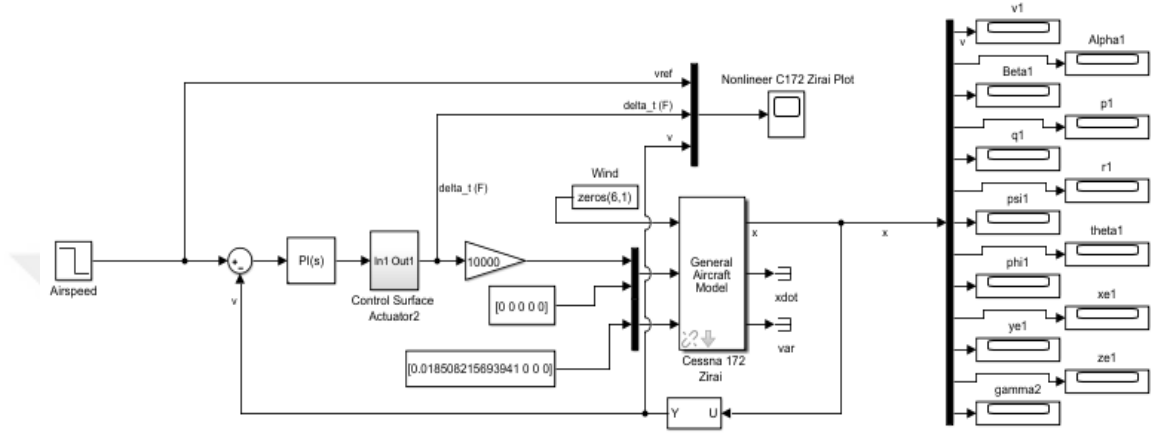 v1
Alpha1
vref
v
Nonlineer C172 Zirai Plot
Beta1
delta_t (F)
p1
v
q1
Wind
r1
delta_t (F)
zeros(6,1)
psi1
x
x
theta1
+
-
PI(s)
In1 Out1
10000
General
Aircraft
Model
phi1
Airspeed
Control Surface
Actuator2
[0 0 0 0 0]
xdot
xe1
v
ye1
var
Cessna 172
Zirai
[0.018508215693941 0 0 0]
ze1
gamma2
Y
U